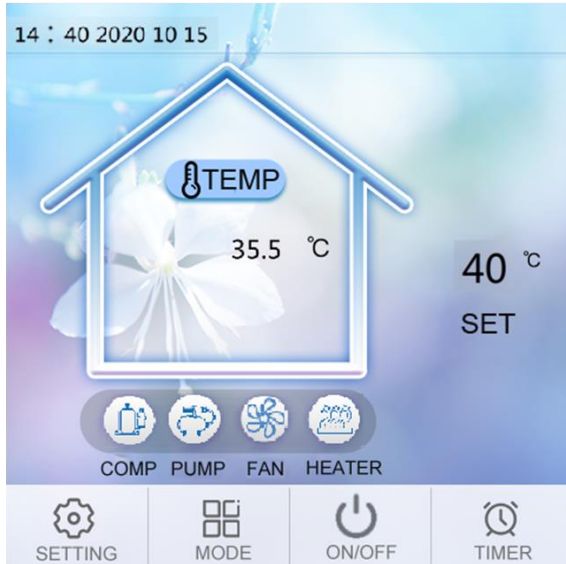 14：40 2020 10 15
TEMP
35.5 ℃
40 ℃
SET
COMP PUMP FAN HEATER
SETTING MODE ON/OFF TIMER